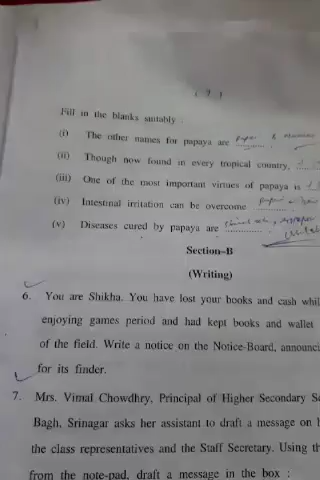 ( 7 )
Fill in the blanks suitably :
(i) The other names for papaya are ............
(ii) Though now found in every tropical country,
(iii) One of the most important virtues of papaya is
(iv) Intestinal irritation can be overcome
(v) Diseases cured by papaya are ............
Section–B
(Writing)
6. You are Shikha. You have lost your books and cash whil
enjoying games period and had kept books and wallet
of the field. Write a notice on the Notice-Board, announci
for its finder.
7. Mrs. Vimal Chowdhry, Principal of Higher Secondary Sc
Bagh, Srinagar asks her assistant to draft a message on
the class representatives and the Staff Secretary. Using th
from the note-pad, draft a message in the box :